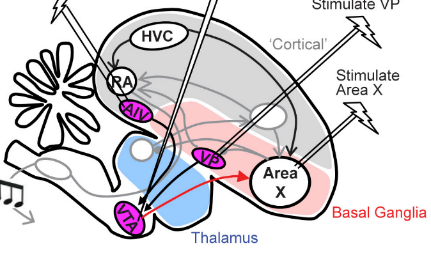 Stimulate VP
HVC
'Cortical'
RA
Stimulate
Area X
AIV
VP
Area
X
VTA
Basal Ganglia
Thalamus